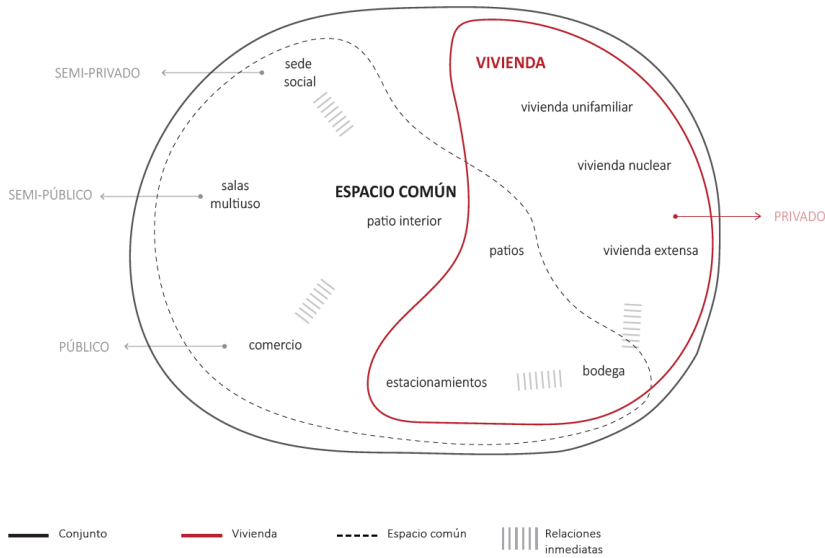 VIVIENDA
sede
social
SEMI-PRIVADO
vivienda unifamiliar
vivienda nuclear
salas
multiuso
SEMI-PÚBLICO
ESPACIO COMÚN
patio interior
PRIVADO
patios
vivienda extensa
PÚBLICO
comercio
estacionamientos
bodega
Conjunto
Vivienda
Espacio común
Relaciones
inmediatas